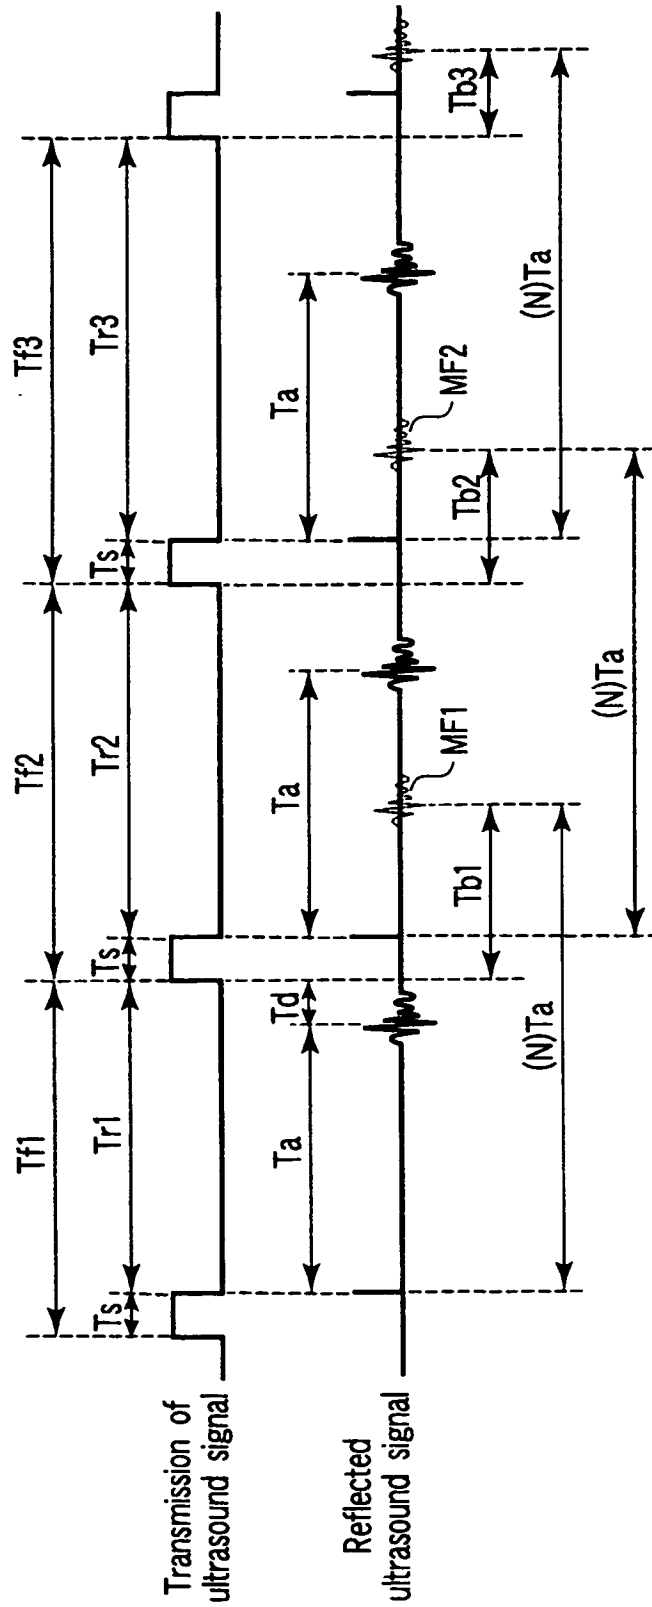 Tf1
Tf2
Tf3
Ts
Tr1
Ts
Tr2
Ts
Tr3
Transmission of
ultrasound signal
Ta
Td
Ta
Ta
Reflected
ultrasound signal
MF1
MF2
Tb1
Tb2
Tb3
(N)Ta
(N)Ta
(N)Ta